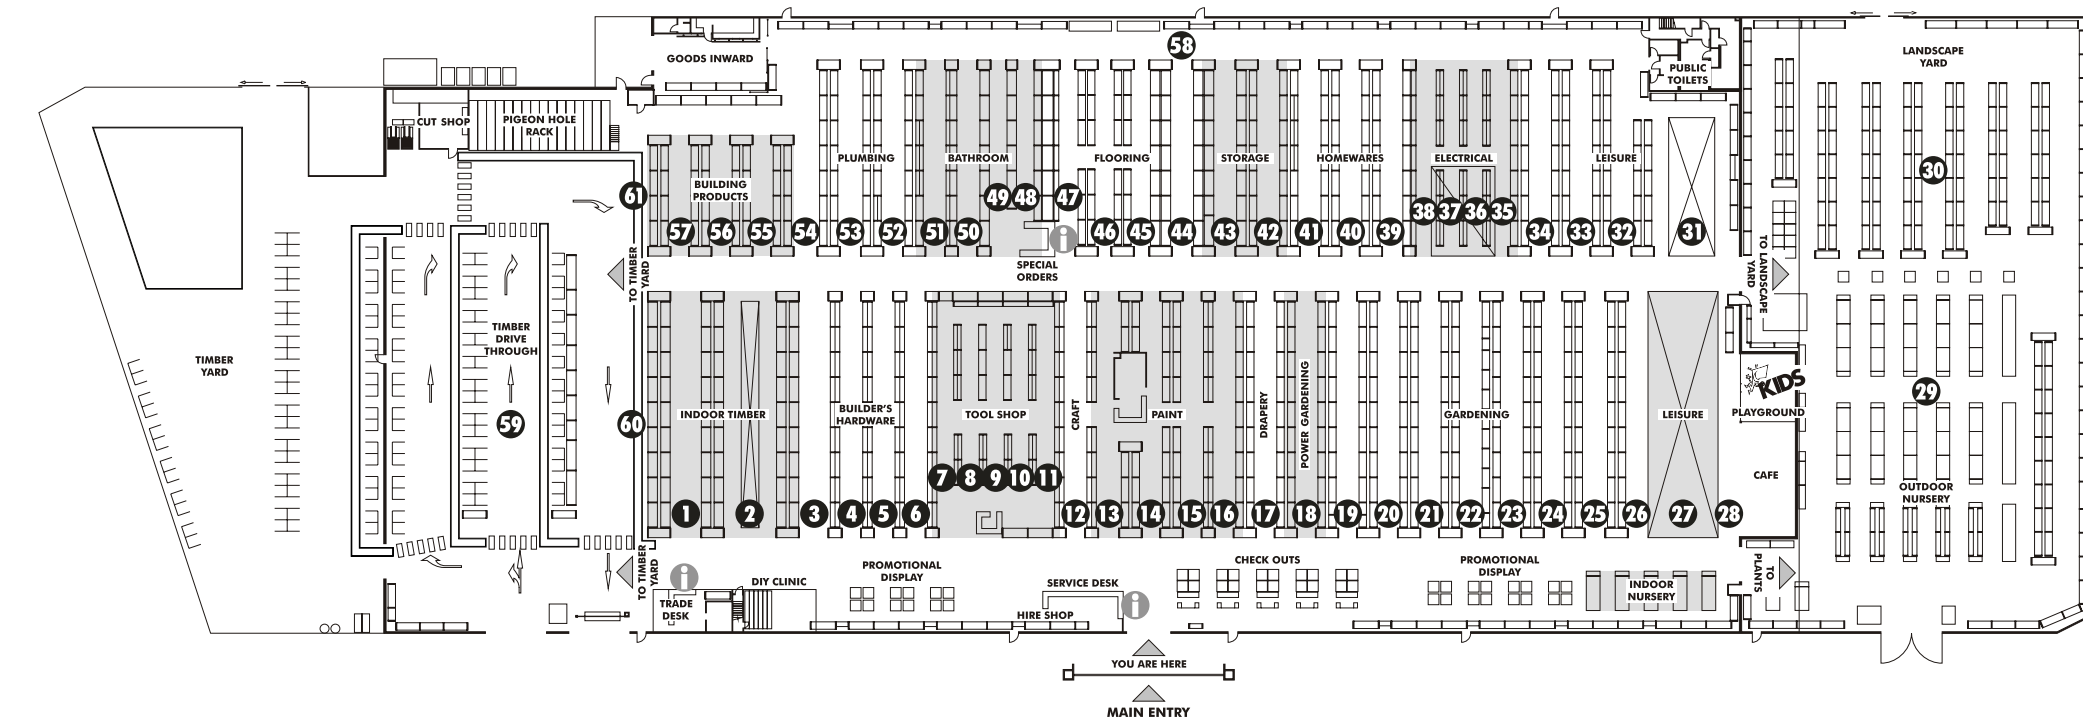 58
LANDSCAPE
YARD
GOODS INWARD
PUBLIC
TOILETS
CUT SHOP
PIGEON HOLE
RACK
PLUMBING
BATHROOM
FLOORING
STORAGE
HOMEWARES
ELECTRICAL
LEISURE
30
BUILDING
PRODUCTS
61
49
48
47
38
37
36
35
57
56
55
54
53
52
51
50
i
46
45
44
43
42
41
40
39
34
33
32
31
SPECIAL
ORDERS
TO TIMBER
YARD
TO LANDSCAPE
YARD
TIMBER
DRIVE
THROUGH
TIMBER
YARD
KIDS
PLAYGROUND
29
59
60
INDOOR TIMBER
BUILDER'S
HARDWARE
TOOL SHOP
CRAFT
PAINT
DRAPERY
POWER GARDENING
GARDENING
LEISURE
CAFE
OUTDOOR
NURSERY
7
8
9
10
11
1
2
3
4
5
6
12
13
14
15
16
17
18
19
20
21
22
23
24
25
26
27
28
TO TIMBER
YARD
i
TRADE
DESK
DIY CLINIC
PROMOTIONAL
DISPLAY
SERVICE DESK
HIRE SHOP
i
CHECK OUTS
PROMOTIONAL
DISPLAY
INDOOR
NURSERY
TO
PLANTS
YOU ARE HERE
MAIN ENTRY